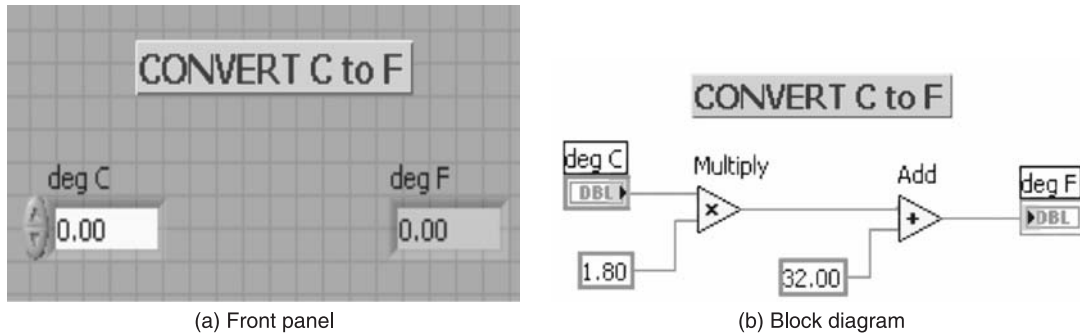 CONVERT C to F
deg C
deg F
0.00
0.00
(a) Front panel
CONVERT C to F
deg C
Multiply
Add
deg F
DBL
DBL
1.80
32.00
(b) Block diagram